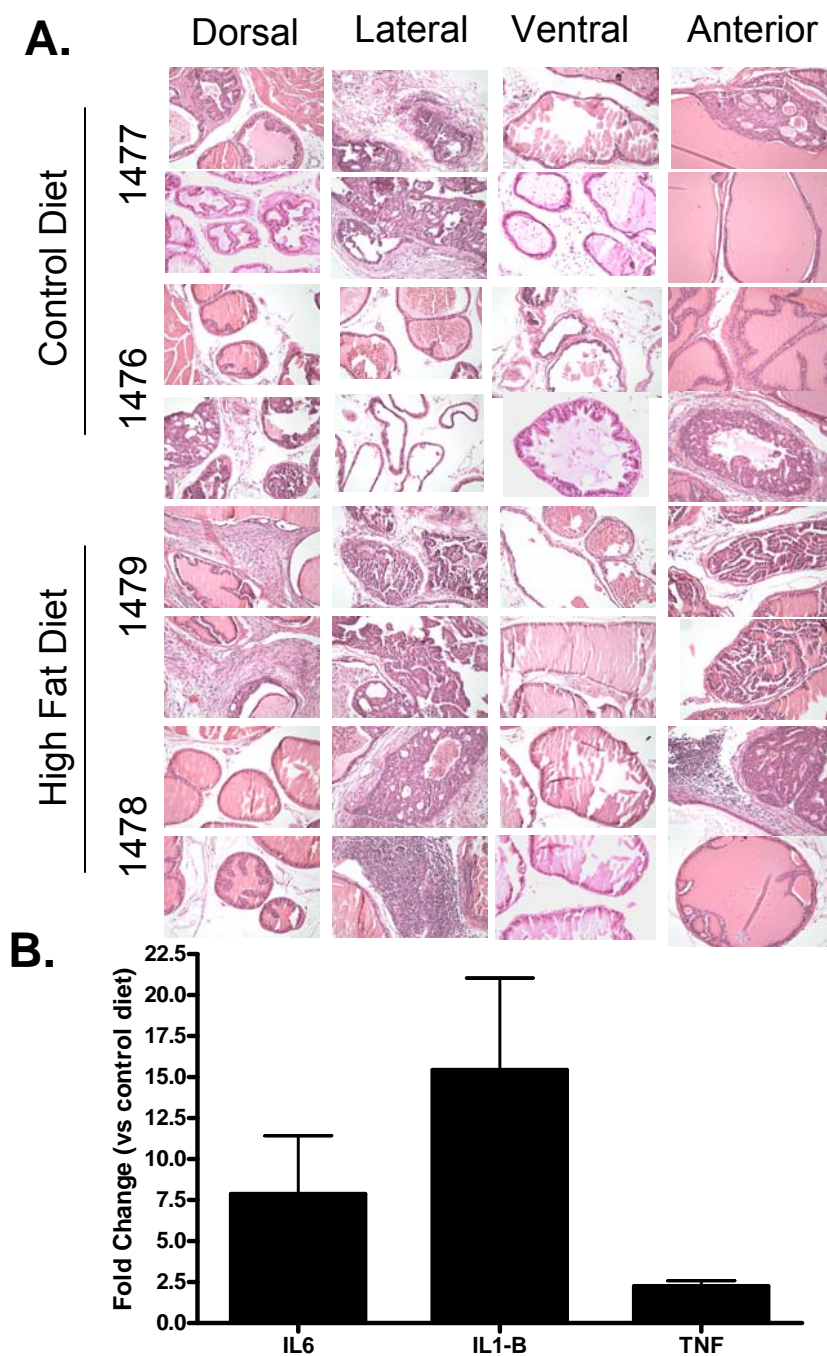 A.
Dorsal Lateral Ventral Anterior
Control Diet
1477
1476
High Fat Diet
1479
1478
B.
Fold Change (vs control diet)
22.5
20.0
17.5
15.0
12.5
10.0
7.5
5.0
2.5
0.0
IL6 IL1-B TNF